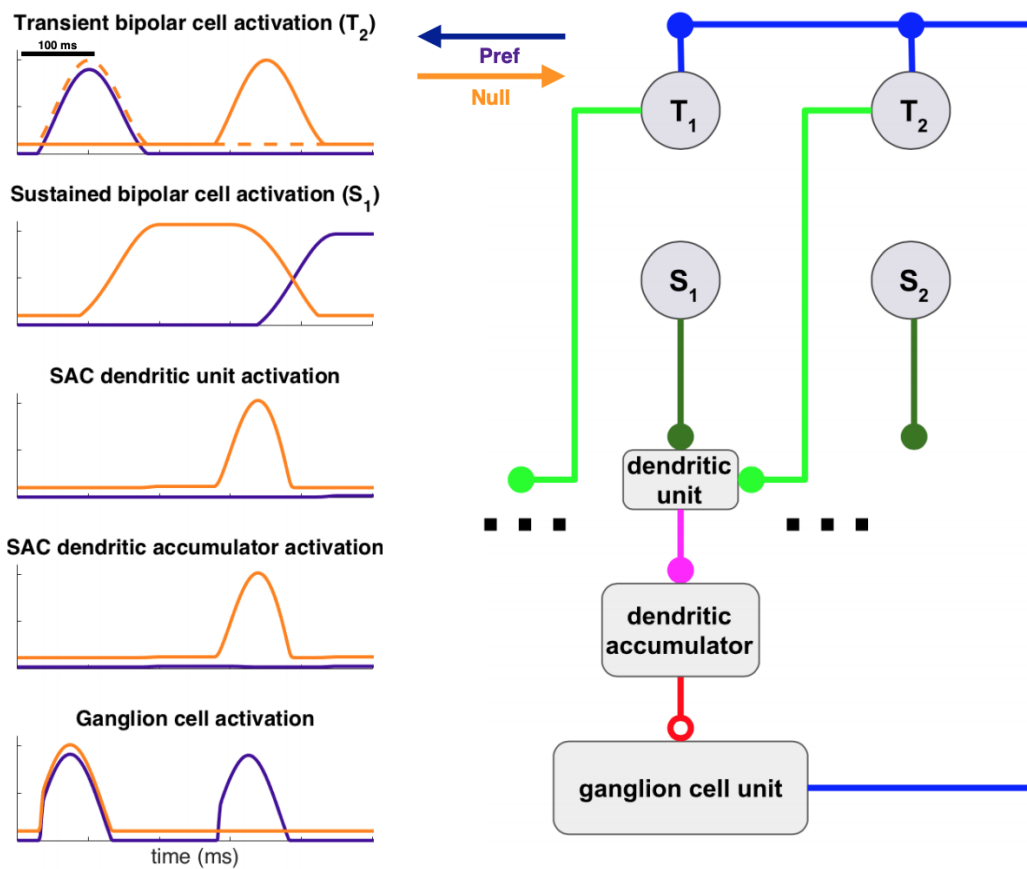 Transient bipolar cell activation (T2)
100 ms
Sustained bipolar cell activation (S1)
SAC dendritic unit activation
SAC dendritic accumulator activation
Ganglion cell activation
time (ms)
Pref
Null
T1
T2
S1
S2
dendritic
unit
dendritic
accumulator
ganglion cell unit